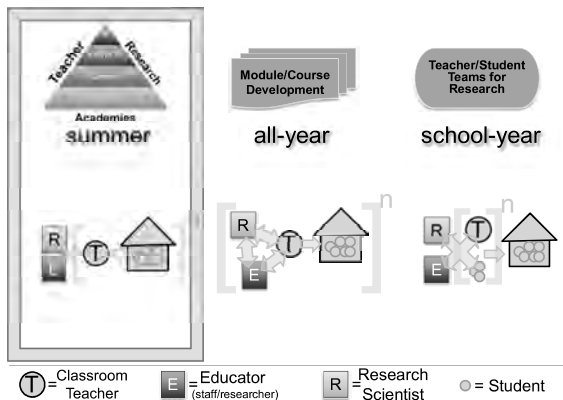 Teacher
Research
Academies
summer
Module/Course
Development
all-year
Teacher/Student
Teams for
Research
school-year
R
T
R
E
T
n
R
E
T
n
T
=Classroom
Teacher
E
=Educator
(staff/researcher)
R
=Research
Scientist
= Student